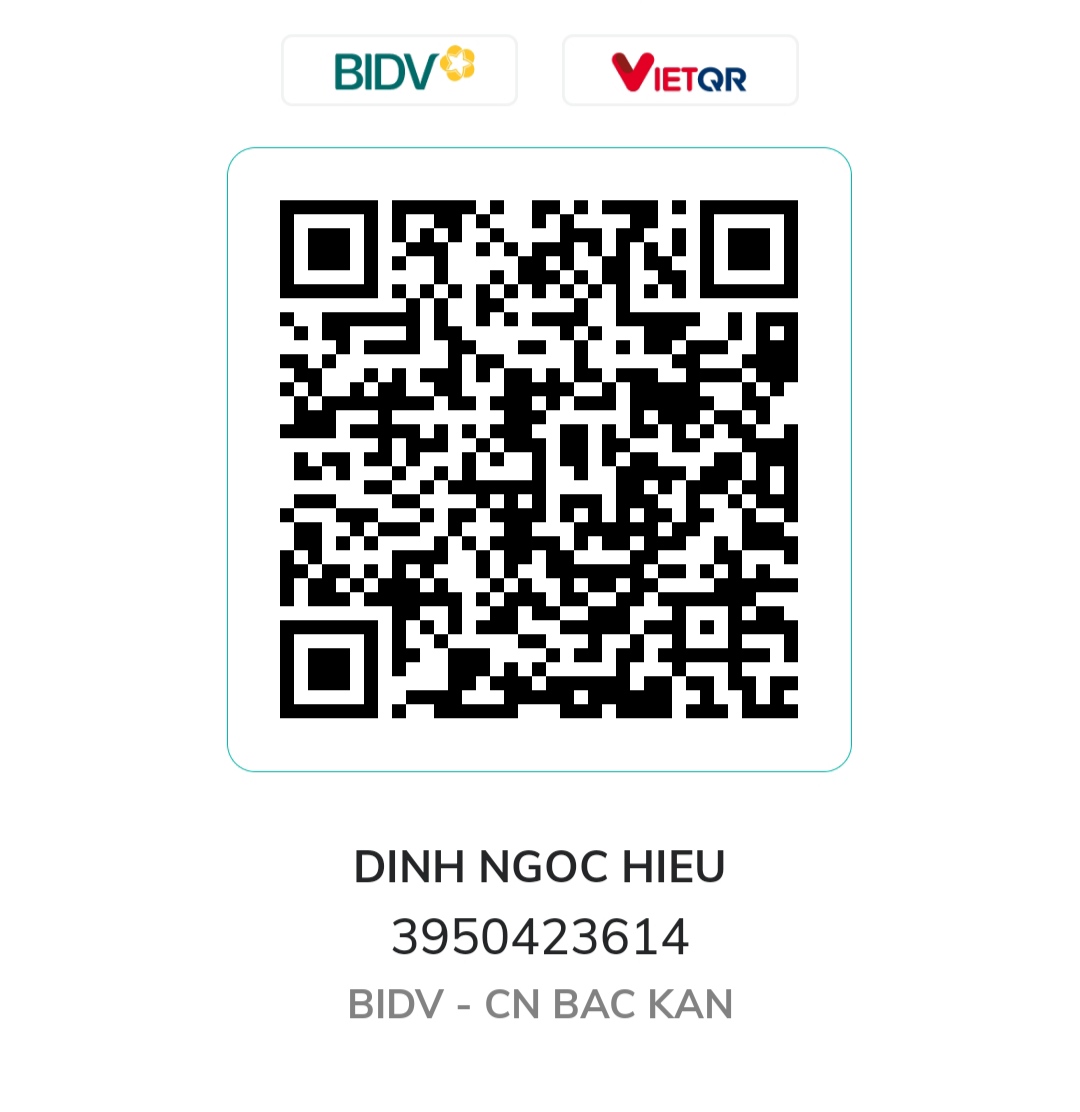 BIDV
VIETQR
DINH NGOC HIEU
3950423614
BIDV - CN BAC KAN